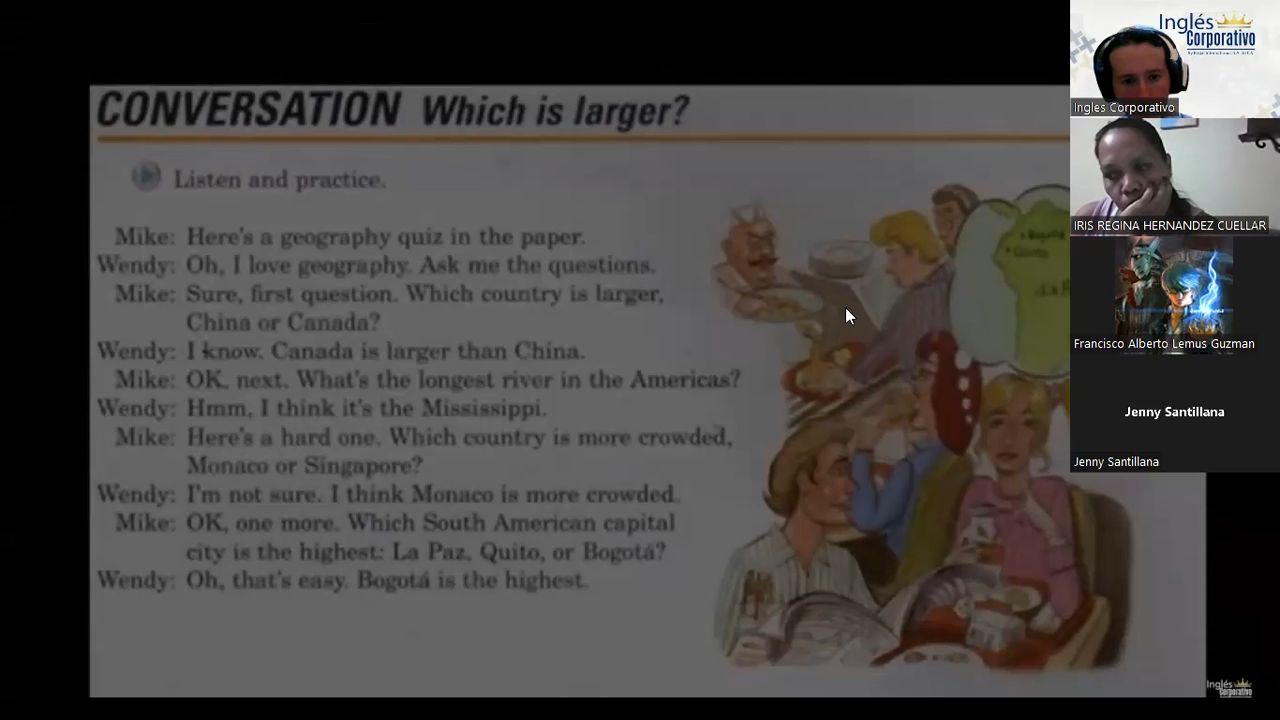 CONVERSATION Which is larger?
Listen and practice.
Mike: Here's a geography quiz in the paper.
Wendy: Oh, I love geography. Ask me the questions.
Mike: Sure, first question. Which country is larger,
China or Canada?
Wendy: I know. Canada is larger than China.
Mike: OK, next. What's the longest river in the Americas?
Wendy: Hmm, I think it's the Mississippi.
Mike: Here's a hard one. Which country is more crowded,
Monaco or Singapore?
Wendy: I'm not sure. I think Monaco is more crowded.
Mike: OK, one more. Which South American capital
city is the highest: La Paz, Quito, or Bogotá?
Wendy: Oh, that's easy. Bogotá is the highest.
Inglés
Corporativo
Ingles Corporativo
IRIS REGINA HERNANDEZ CUELLAR
Francisco Alberto Lemus Guzman
Jenny Santillana
Jenny Santillana
Inglés
Corporativo